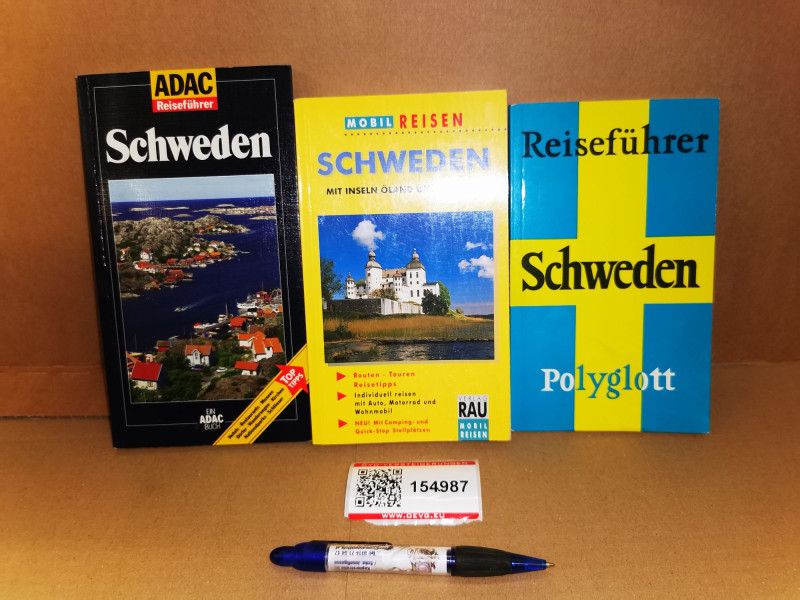 ADAC
Reiseführer
Schweden
TOP
TIPPS
EIN
ADAC
BUCH
MOBIL REISEN
SCHWEDEN
MIT INSELN ÖLAND
Routen - Touren
Reisetipps
Individuell reisen
mit Auto, Motorrad und
Wohnmobil
NEU! Mit Camping- und
Quick-Stop Stellplätzen
VERLAG
RAU
MOBIL
REISEN
Reiseführer
Schweden
Polyglott
154987
WWW.DEVG.EU